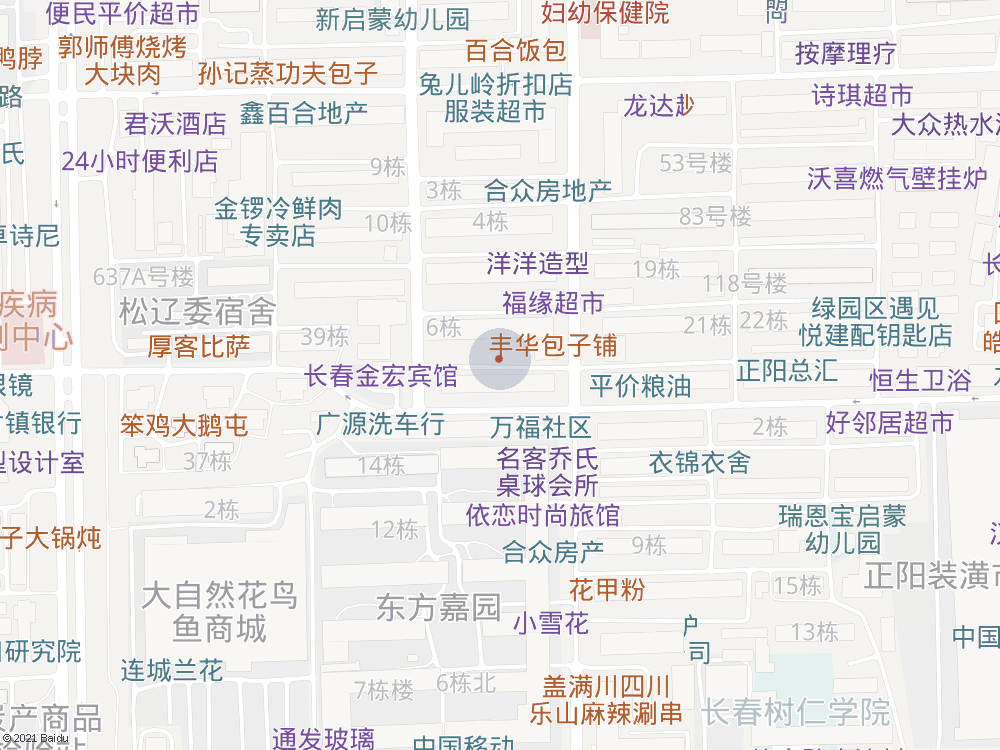 便民平价超市
新启蒙幼儿园
妇幼保健院
鸭脖
郭师傅烧烤
大块肉
孙记蒸功夫包子
百合饭包
按摩理疗
路
兔儿岭折扣店
服装超市
龙达
诗琪超市
君沃酒店
鑫百合地产
大众热水
氏
24小时便利店
9栋
53号楼
沃喜燃气壁挂炉
3栋
合众房地产
金锣冷鲜肉
专卖店
10栋
4栋
83号楼
卓诗尼
637A号楼
洋洋造型
19栋
118号楼
长
疾病
制中心
松辽委宿舍
39栋
6栋
福缘超市
21栋
22栋
绿园区遇见
悦建配钥匙店
厚客比萨
丰华包子铺
皓
眼镜
长春金宏宾馆
平价粮油
正阳总汇
恒生卫浴
村镇银行
笨鸡大鹅屯
广源洗车行
万福社区
2栋
好邻居超市
型设计室
37栋
14栋
名客乔氏
桌球会所
衣锦衣舍
2栋
12栋
依恋时尚旅馆
瑞恩宝启蒙
幼儿园
子大锅炖
合众房产
9栋
正阳装潢市
大自然花鸟
鱼商城
东方嘉园
花甲粉
15栋
小雪花
13栋
司
中国
研究院
连城兰花
7栋楼
6栋北
盖满川四川
乐山麻辣涮串
长春树仁学院
炭产商品
通发玻璃
中国移动
© 2021 Baidu